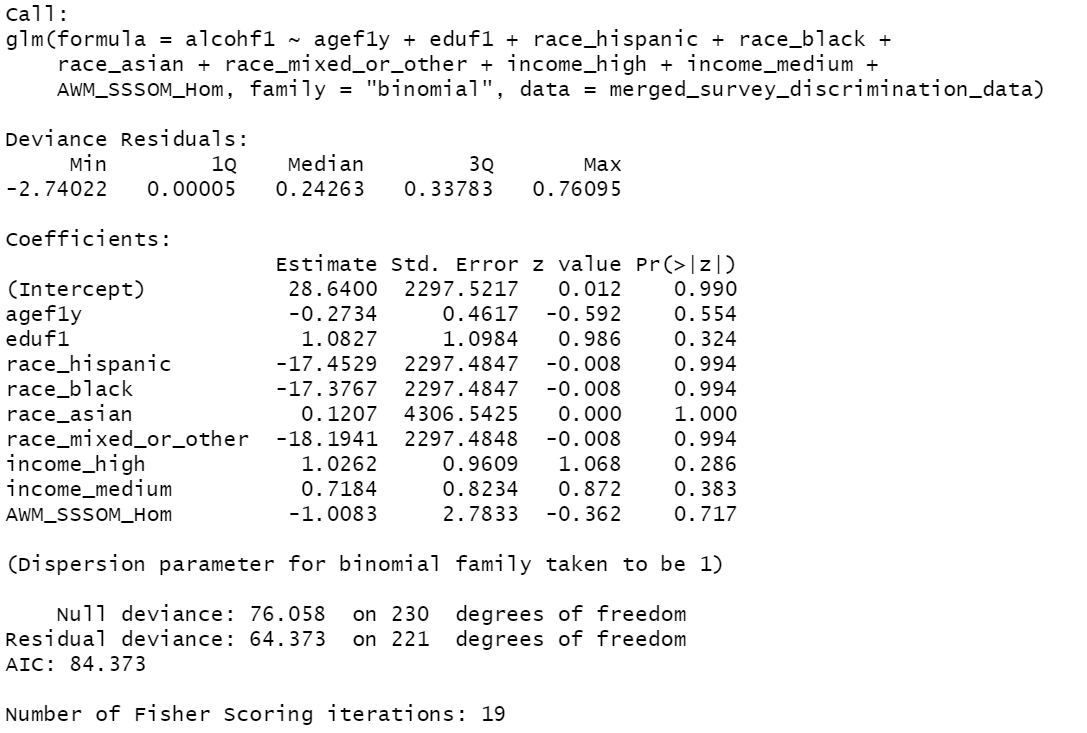 Call:
glm(formula = alcohf1 ~ agef1y + eduf1 + race_hispanic + race_black +
    race_asian + race_mixed_or_other + income_high + income_medium +
    AWM_SSSOM_Hom, family = "binomial", data = merged_survey_discrimination_data)

Deviance Residuals:
     Min        1Q    Median        3Q       Max
-2.74022   0.00005   0.24263   0.33783   0.76095

Coefficients:
                      Estimate Std. Error z value Pr(>|z|)
(Intercept)            28.6400  2297.5217   0.012    0.990
agef1y                 -0.2734     0.4617  -0.592    0.554
eduf1                   1.0827     1.0984   0.986    0.324
race_hispanic         -17.4529  2297.4847  -0.008    0.994
race_black            -17.3767  2297.4847  -0.008    0.994
race_asian              0.1207  4306.5425   0.000    1.000
race_mixed_or_other   -18.1941  2297.4848  -0.008    0.994
income_high             1.0262     0.9609   1.068    0.286
income_medium           0.7184     0.8234   0.872    0.383
AWM_SSSOM_Hom          -1.0083     2.7833  -0.362    0.717

(Dispersion parameter for binomial family taken to be 1)

    Null deviance: 76.058  on 230  degrees of freedom
Residual deviance: 64.373  on 221  degrees of freedom
AIC: 84.373

Number of Fisher Scoring iterations: 19